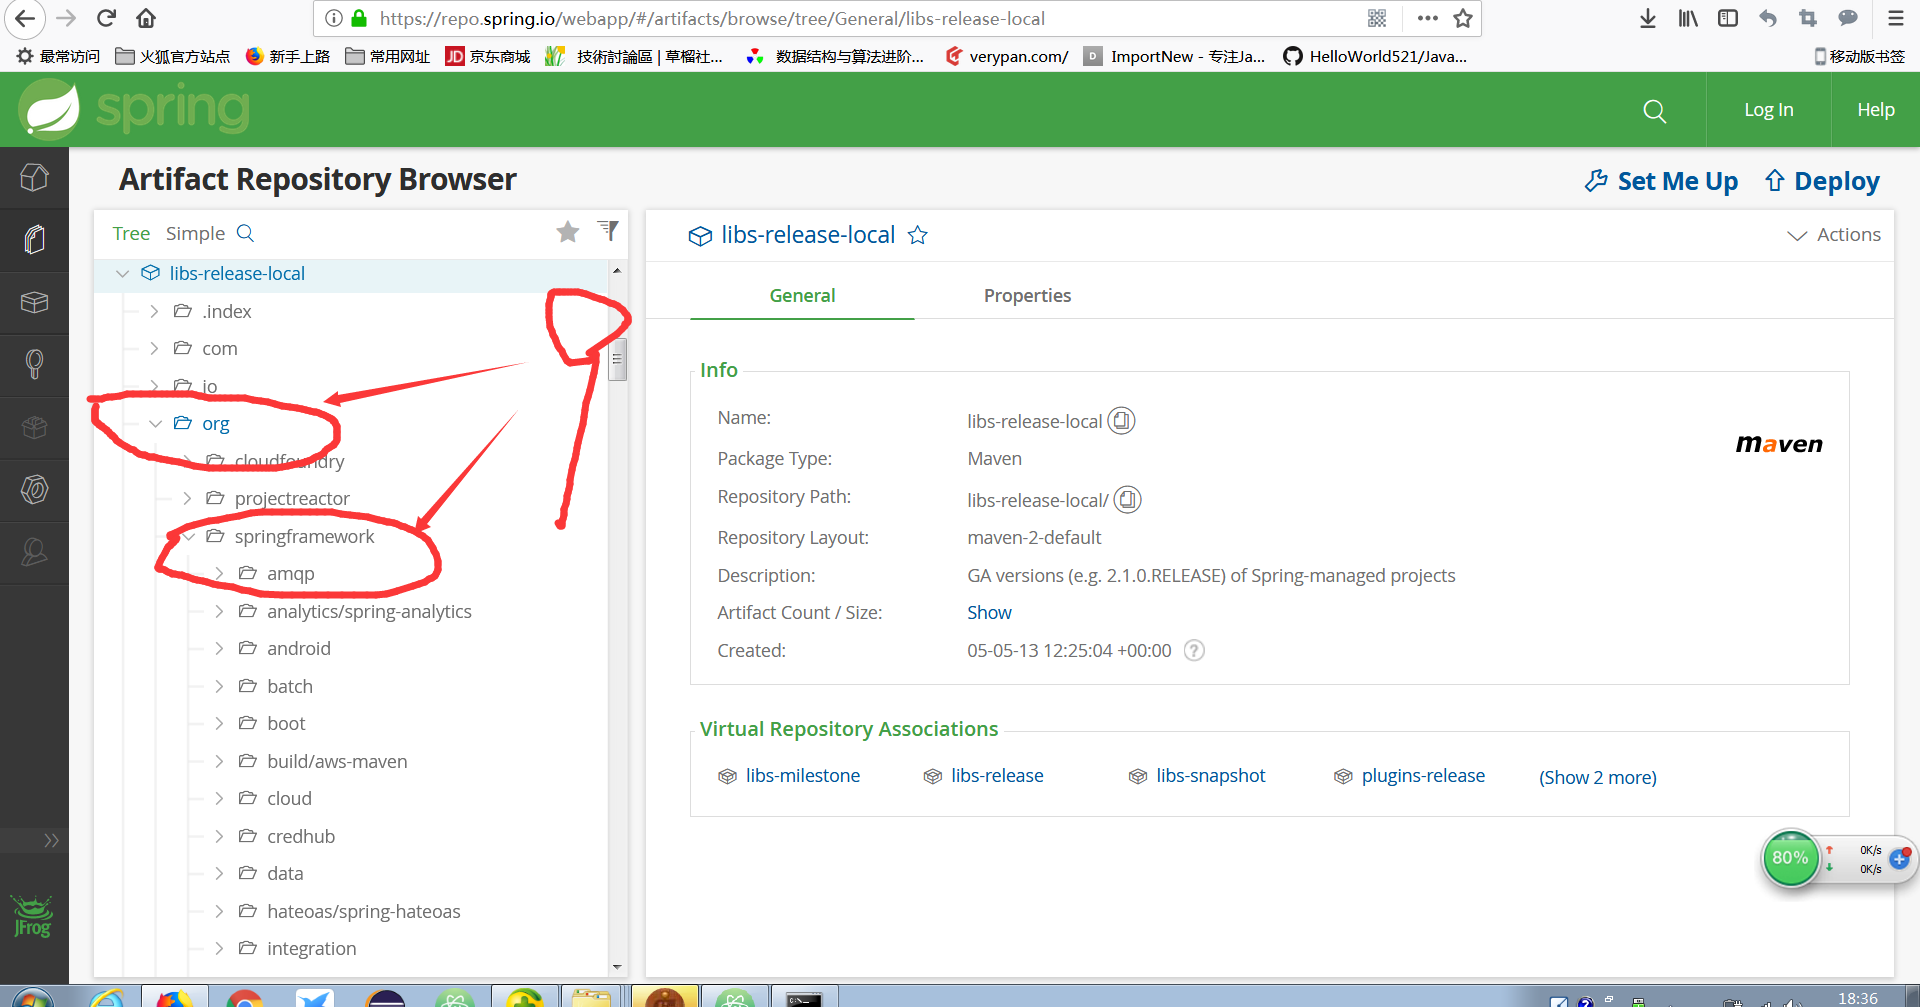 https://repo.spring.io/webapp/#/artifacts/browse/tree/General/libs-release-local
最常访问 火狐官方站点 新手上路 常用网址 JD 京东商城 技術討論區 | 草榴社... 数据结构与算法进阶... verypan.com/ D ImportNew - 专注Ja... HelloWorld521/Java... 移动版书签
spring
Log In
Help
Artifact Repository Browser
Set Me Up
Deploy
Tree Simple
libs-release-local
.index
com
io
org
cloudfoundry
projectreactor
springframework
amqp
analytics/spring-analytics
android
batch
boot
build/aws-maven
cloud
credhub
data
hateoas/spring-hateoas
integration
JFrog
libs-release-local
Actions
General Properties
Info
Name: libs-release-local
Package Type: Maven
Repository Path: libs-release-local/
Repository Layout: maven-2-default
Description: GA versions (e.g. 2.1.0.RELEASE) of Spring-managed projects
Artifact Count / Size: Show
Created: 05-05-13 12:25:04 +00:00 ?
maven
Virtual Repository Associations
libs-milestone libs-release libs-snapshot plugins-release (Show 2 more)
80%
0K/s
0K/s
18:36